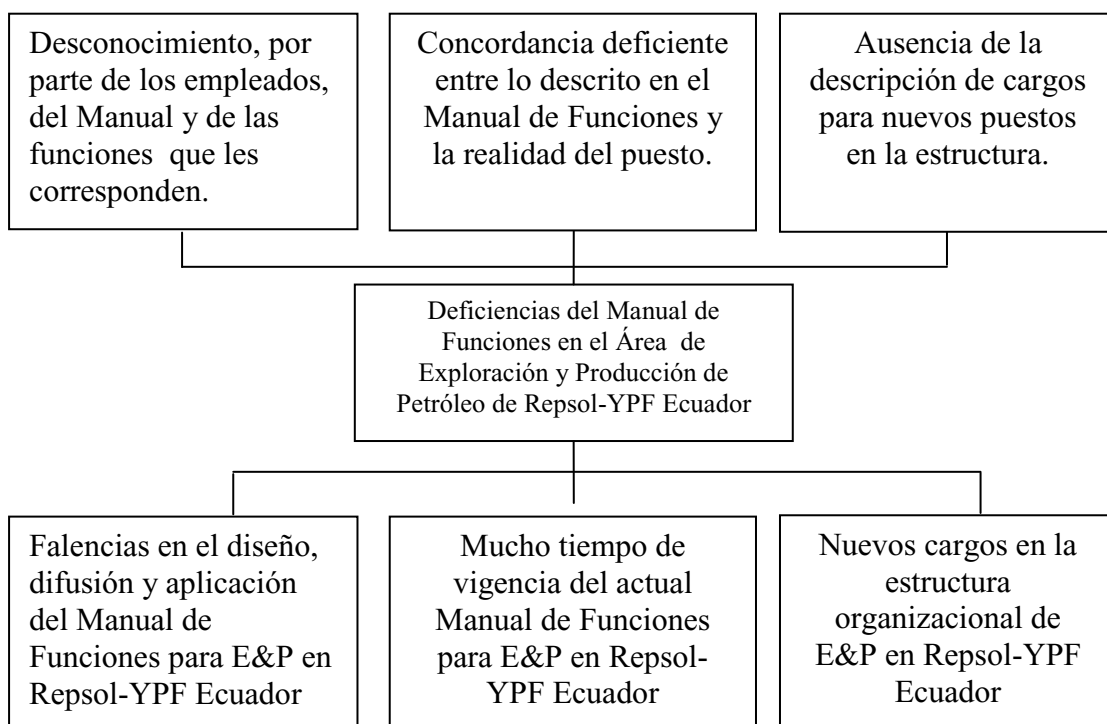 Desconocimiento, por
parte de los empleados,
del Manual y de las
funciones que les
corresponden.
Concordancia deficiente
entre lo descrito en el
Manual de Funciones y
la realidad del puesto.
Ausencia de la
descripción de cargos
para nuevos puestos
en la estructura.
Deficiencias del Manual de
Funciones en el Área de
Exploración y Producción de
Petróleo de Repsol-YPF Ecuador
Falencias en el diseño,
difusión y aplicación
del Manual de
Funciones para E&P en
Repsol-YPF Ecuador
Mucho tiempo de
vigencia del actual
Manual de Funciones
para E&P en Repsol-
YPF Ecuador
Nuevos cargos en la
estructura
organizacional de
E&P en Repsol-YPF
Ecuador